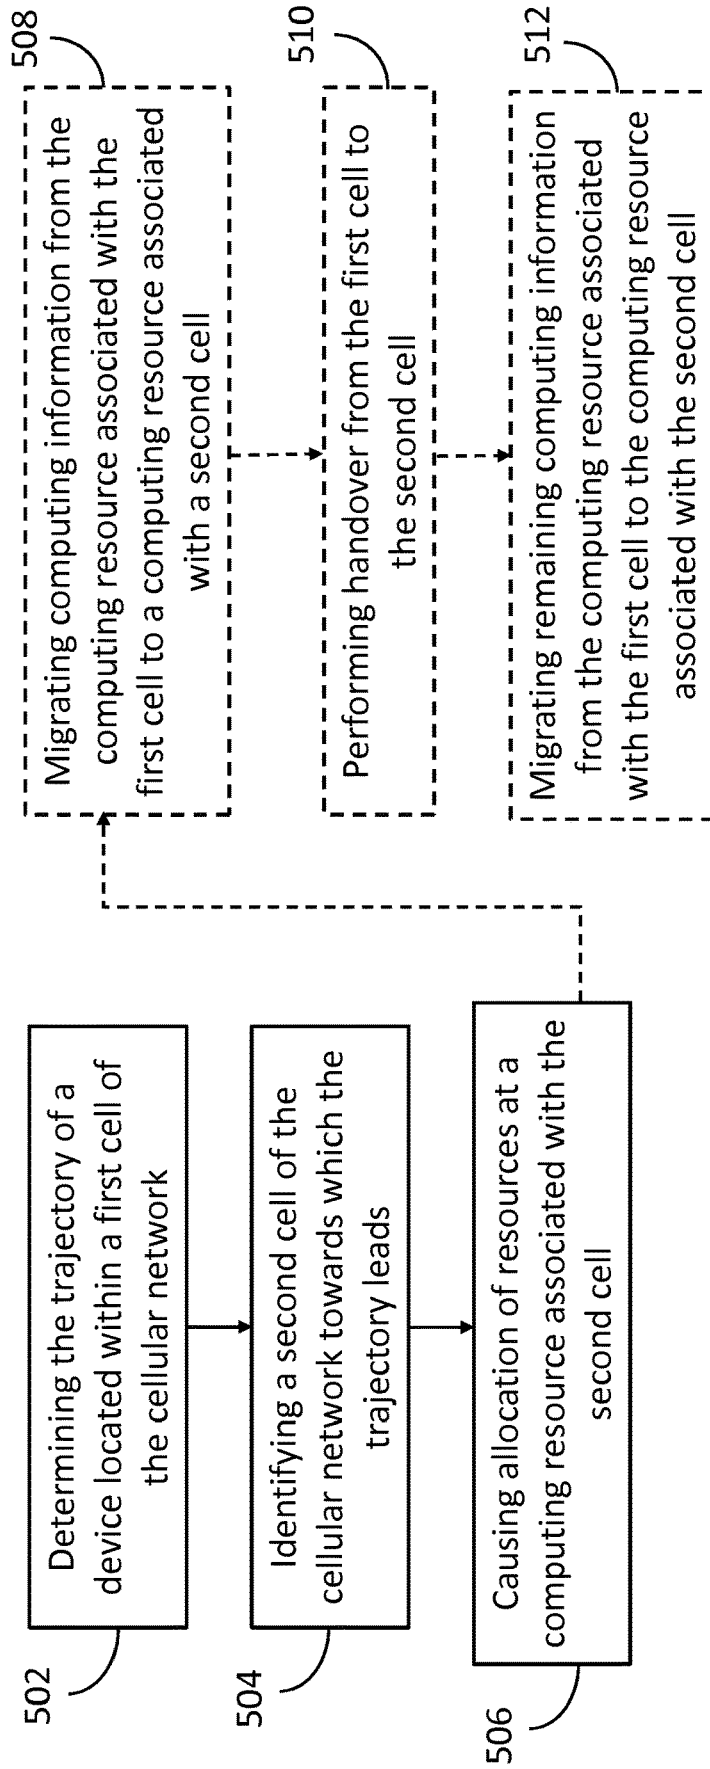 502
Determining the trajectory of a
device located within a first cell of
the cellular network
504
Identifying a second cell of the
cellular network towards which the
trajectory leads
506
Causing allocation of resources at a
computing resource associated with the
second cell
508
Migrating computing information from the
computing resource associated with the
first cell to a computing resource associated
with a second cell
510
Performing handover from the first cell to
the second cell
512
Migrating remaining computing information
from the computing resource associated
with the first cell to the computing resource
associated with the second cell